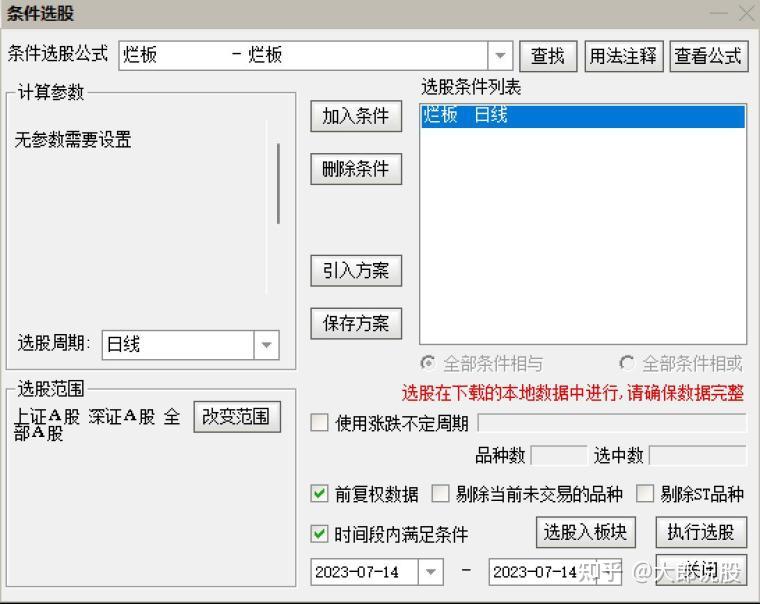 条件选股
条件选股公式 烂板 - 烂板 查找 用法注释 查看公式
计算参数
无参数需要设置
选股周期: 日线
加入条件
删除条件
引入方案
保存方案
选股条件列表
烂板 日线
全部条件相与 全部条件相或
选股在下载的本地数据中进行,请确保数据完整
选股范围
上证A股 深证A股 全
部A股
改变范围
使用涨跌不定周期
品种数 选中数
前复权数据 剔除当前未交易的品种 剔除ST品种
时间段内满足条件 选股入板块 执行选股
2023-07-14 - 2023-07-14 关闭
知乎 @大郎说股